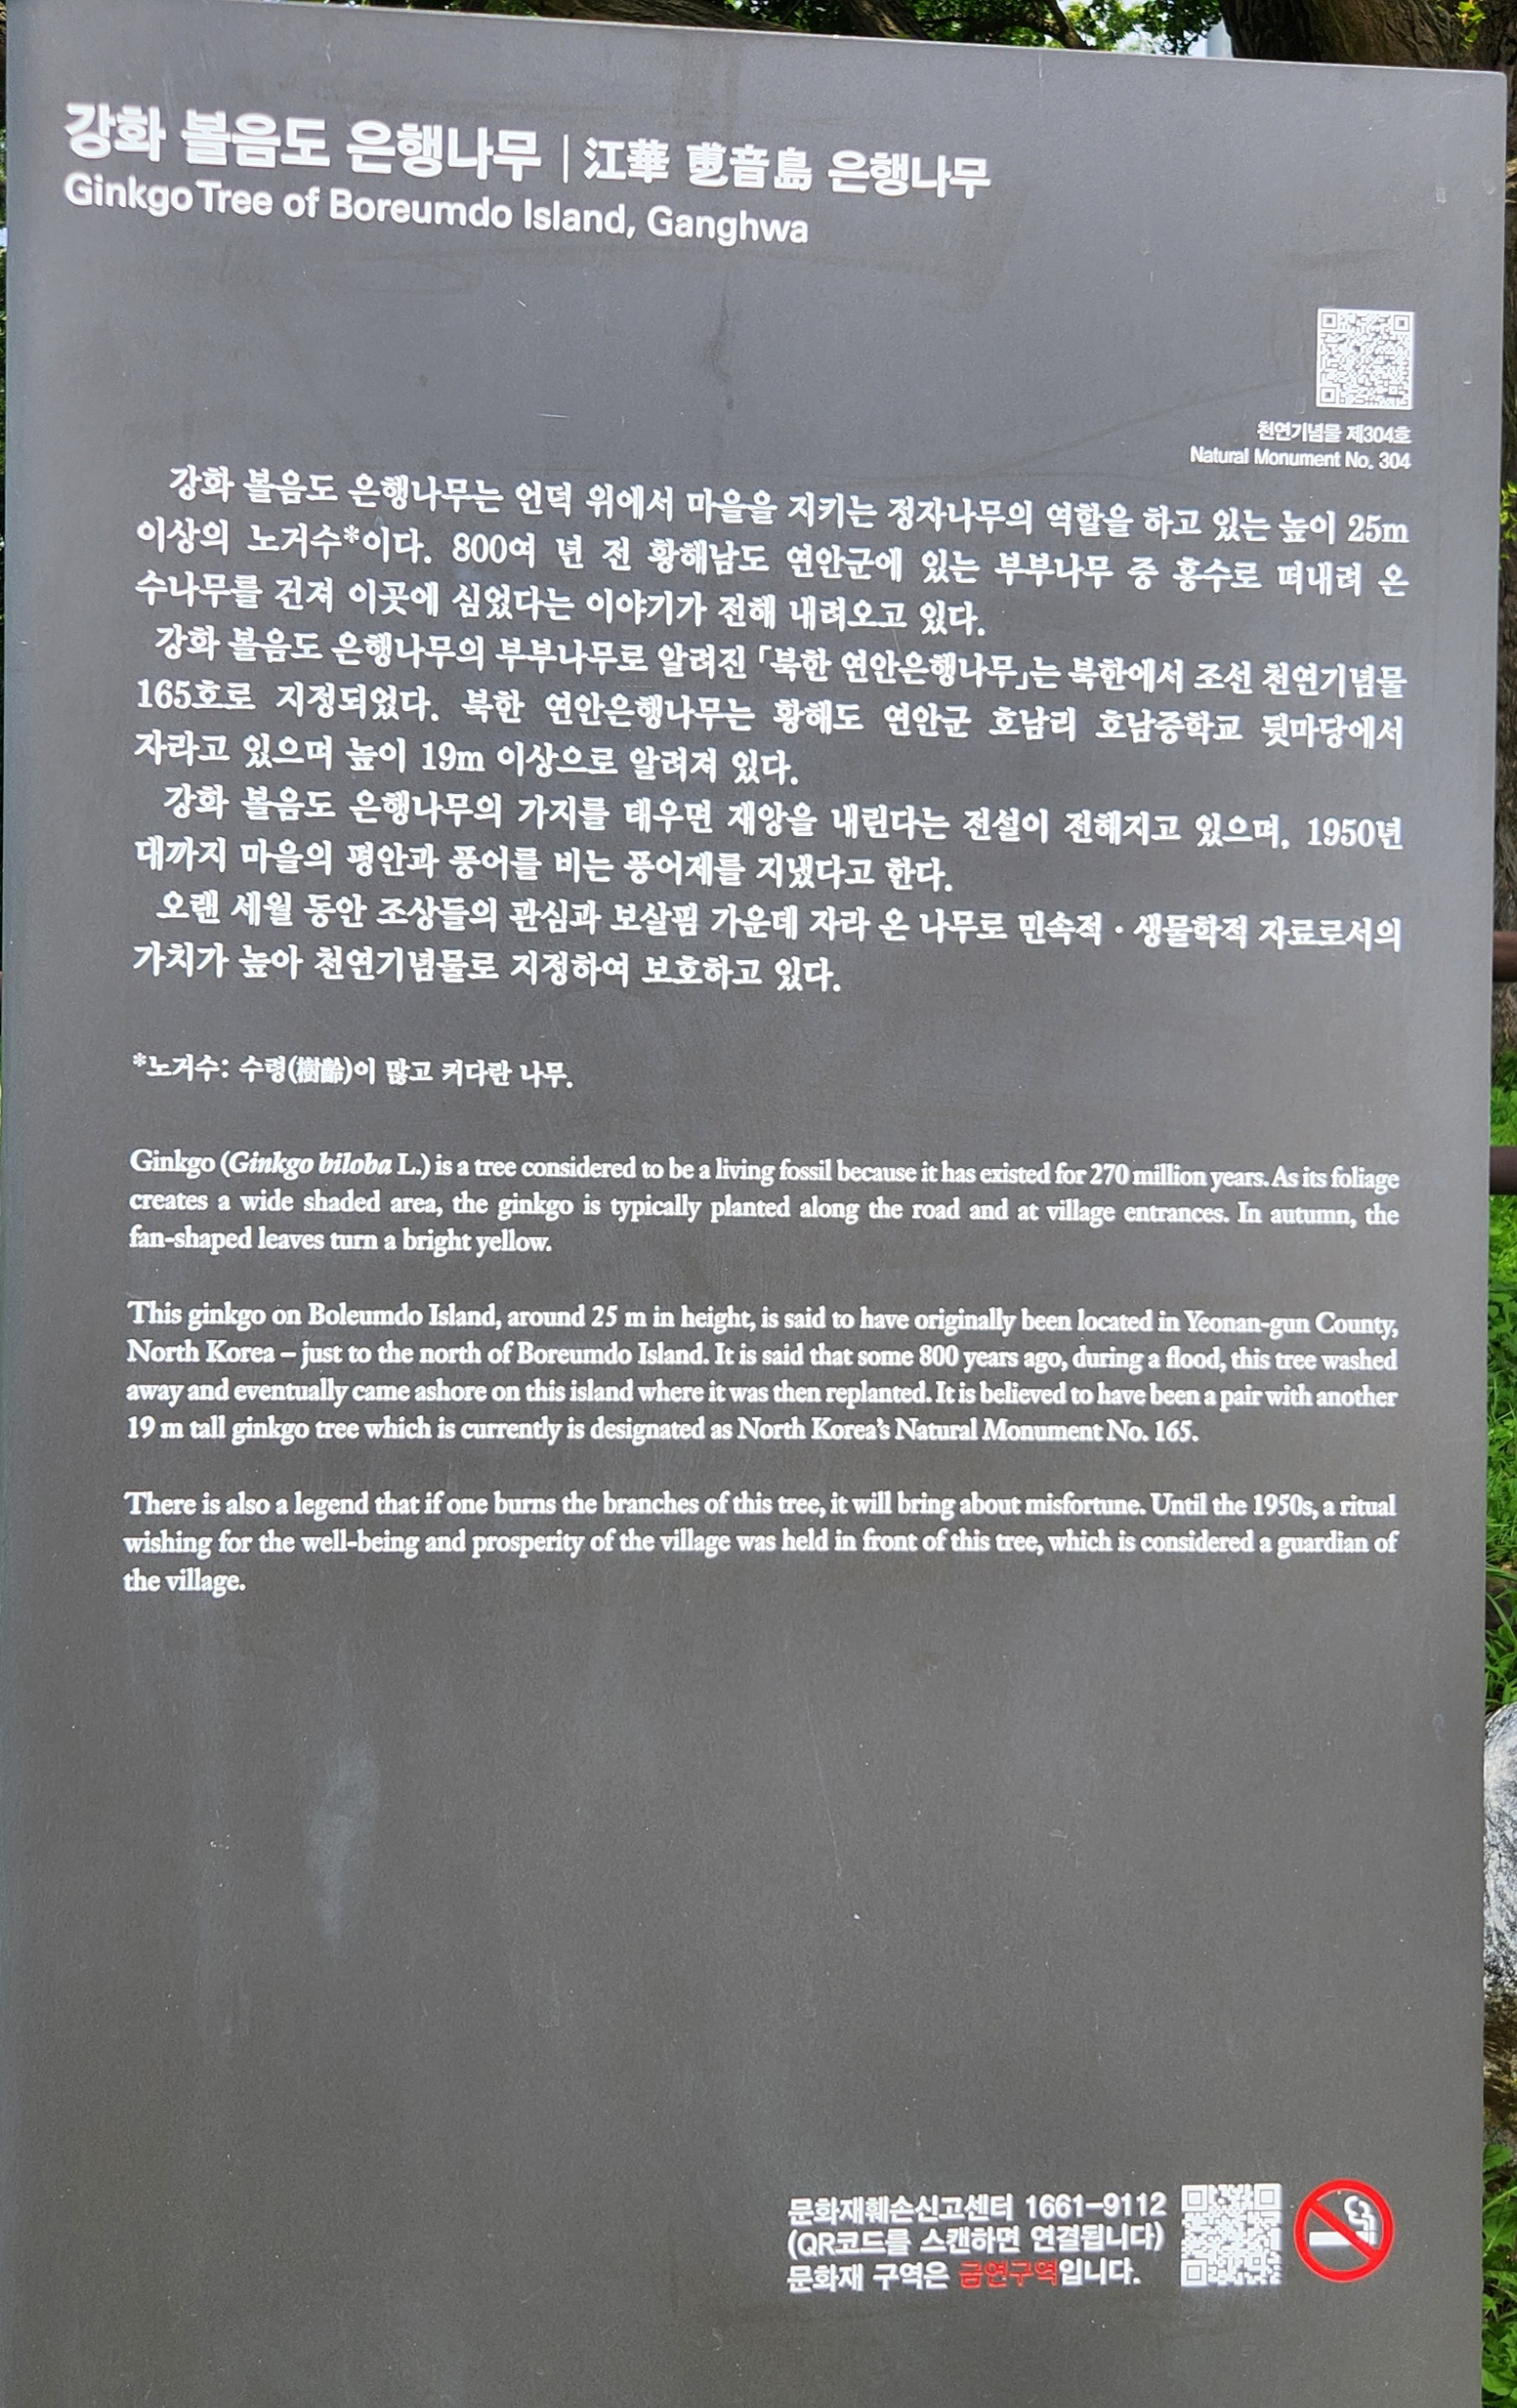 강화 볼음도 은행나무 | 江華 乶音島 은행나무
Ginkgo Tree of Boreumdo Island, Ganghwa
천연기념물 제304호
Natural Monument No. 304
강화 볼음도 은행나무는 언덕 위에서 마을을 지키는 정자나무의 역할을 하고 있는 높이 25m
이상의 노거수*이다. 800여 년 전 황해남도 연안군에 있는 부부나무 중 홍수로 떠내려 온
수나무를 건져 이곳에 심었다는 이야기가 전해 내려오고 있다.
강화 볼음도 은행나무의 부부나무로 알려진 「북한 연안은행나무」는 북한에서 조선 천연기념물
165호로 지정되었다. 북한 연안은행나무는 황해도 연안군 호남리 호남중학교 뒷마당에서
자라고 있으며 높이 19m 이상으로 알려져 있다.
강화 볼음도 은행나무의 가지를 태우면 재앙을 내린다는 전설이 전해지고 있으며, 1950년
대까지 마을의 평안과 풍어를 비는 풍어제를 지냈다고 한다.
오랜 세월 동안 조상들의 관심과 보살핌 가운데 자라 온 나무로 민속적·생물학적 자료로서의
가치가 높아 천연기념물로 지정하여 보호하고 있다.
*노거수: 수령(樹齡)이 많고 커다란 나무.
Ginkgo (Ginkgo biloba L.) is a tree considered to be a living fossil because it has existed for 270 million years. As its foliage
creates a wide shaded area, the ginkgo is typically planted along the road and at village entrances. In autumn, the
fan-shaped leaves turn a bright yellow.
This ginkgo on Boleumdo Island, around 25 m in height, is said to have originally been located in Yeonan-gun County,
North Korea – just to the north of Boreumdo Island. It is said that some 800 years ago, during a flood, this tree washed
away and eventually came ashore on this island where it was then replanted. It is believed to have been a pair with another
19 m tall ginkgo tree which is currently is designated as North Korea's Natural Monument No. 165.
There is also a legend that if one burns the branches of this tree, it will bring about misfortune. Until the 1950s, a ritual
wishing for the well-being and prosperity of the village was held in front of this tree, which is considered a guardian of
the village.
문화재훼손신고센터 1661-9112
(QR코드를 스캔하면 연결됩니다)
문화재 구역은 금연구역입니다.